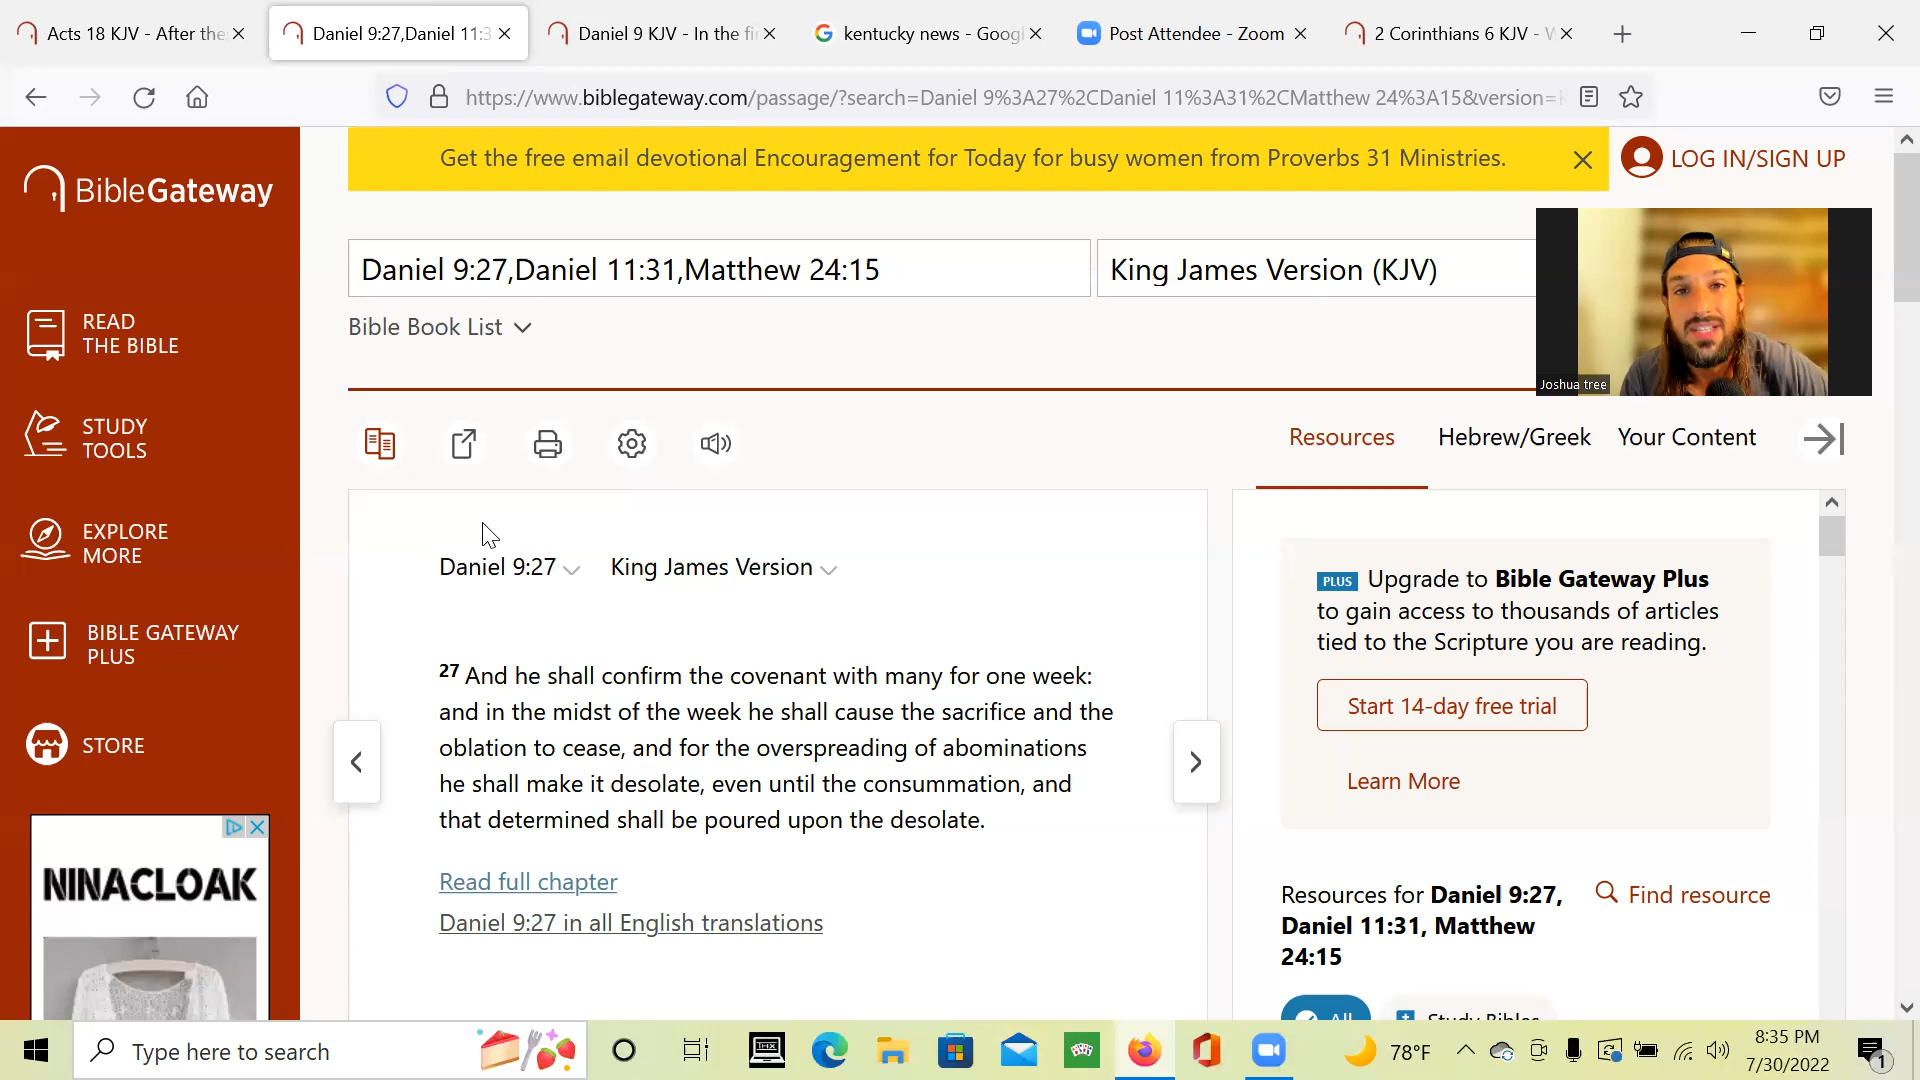 Acts 18 KJV - After the
Daniel 9:27,Daniel 11:3
Daniel 9 KJV - In the fi
kentucky news - Googl
Post Attendee - Zoom
2 Corinthians 6 KJV - W
https://www.biblegateway.com/passage/?search=Daniel 9%3A27%2CDaniel 11%3A31%2CMatthew 24%3A15&version=
Get the free email devotional Encouragement for Today for busy women from Proverbs 31 Ministries.
LOG IN/SIGN UP
BibleGateway
Daniel 9:27,Daniel 11:31,Matthew 24:15
King James Version (KJV)
Bible Book List
Joshua tree
READ
THE BIBLE
STUDY
TOOLS
EXPLORE
MORE
BIBLE GATEWAY
PLUS
STORE
NINACLOAK
Resources
Hebrew/Greek
Your Content
Daniel 9:27
King James Version
27 And he shall confirm the covenant with many for one week:
and in the midst of the week he shall cause the sacrifice and the
oblation to cease, and for the overspreading of abominations
he shall make it desolate, even until the consummation, and
that determined shall be poured upon the desolate.
Read full chapter
Daniel 9:27 in all English translations
PLUS Upgrade to Bible Gateway Plus
to gain access to thousands of articles
tied to the Scripture you are reading.
Start 14-day free trial
Learn More
Resources for Daniel 9:27,
Daniel 11:31, Matthew
24:15
Find resource
All
Study Bibles
Type here to search
THX
78°F
8:35 PM
7/30/2022
1